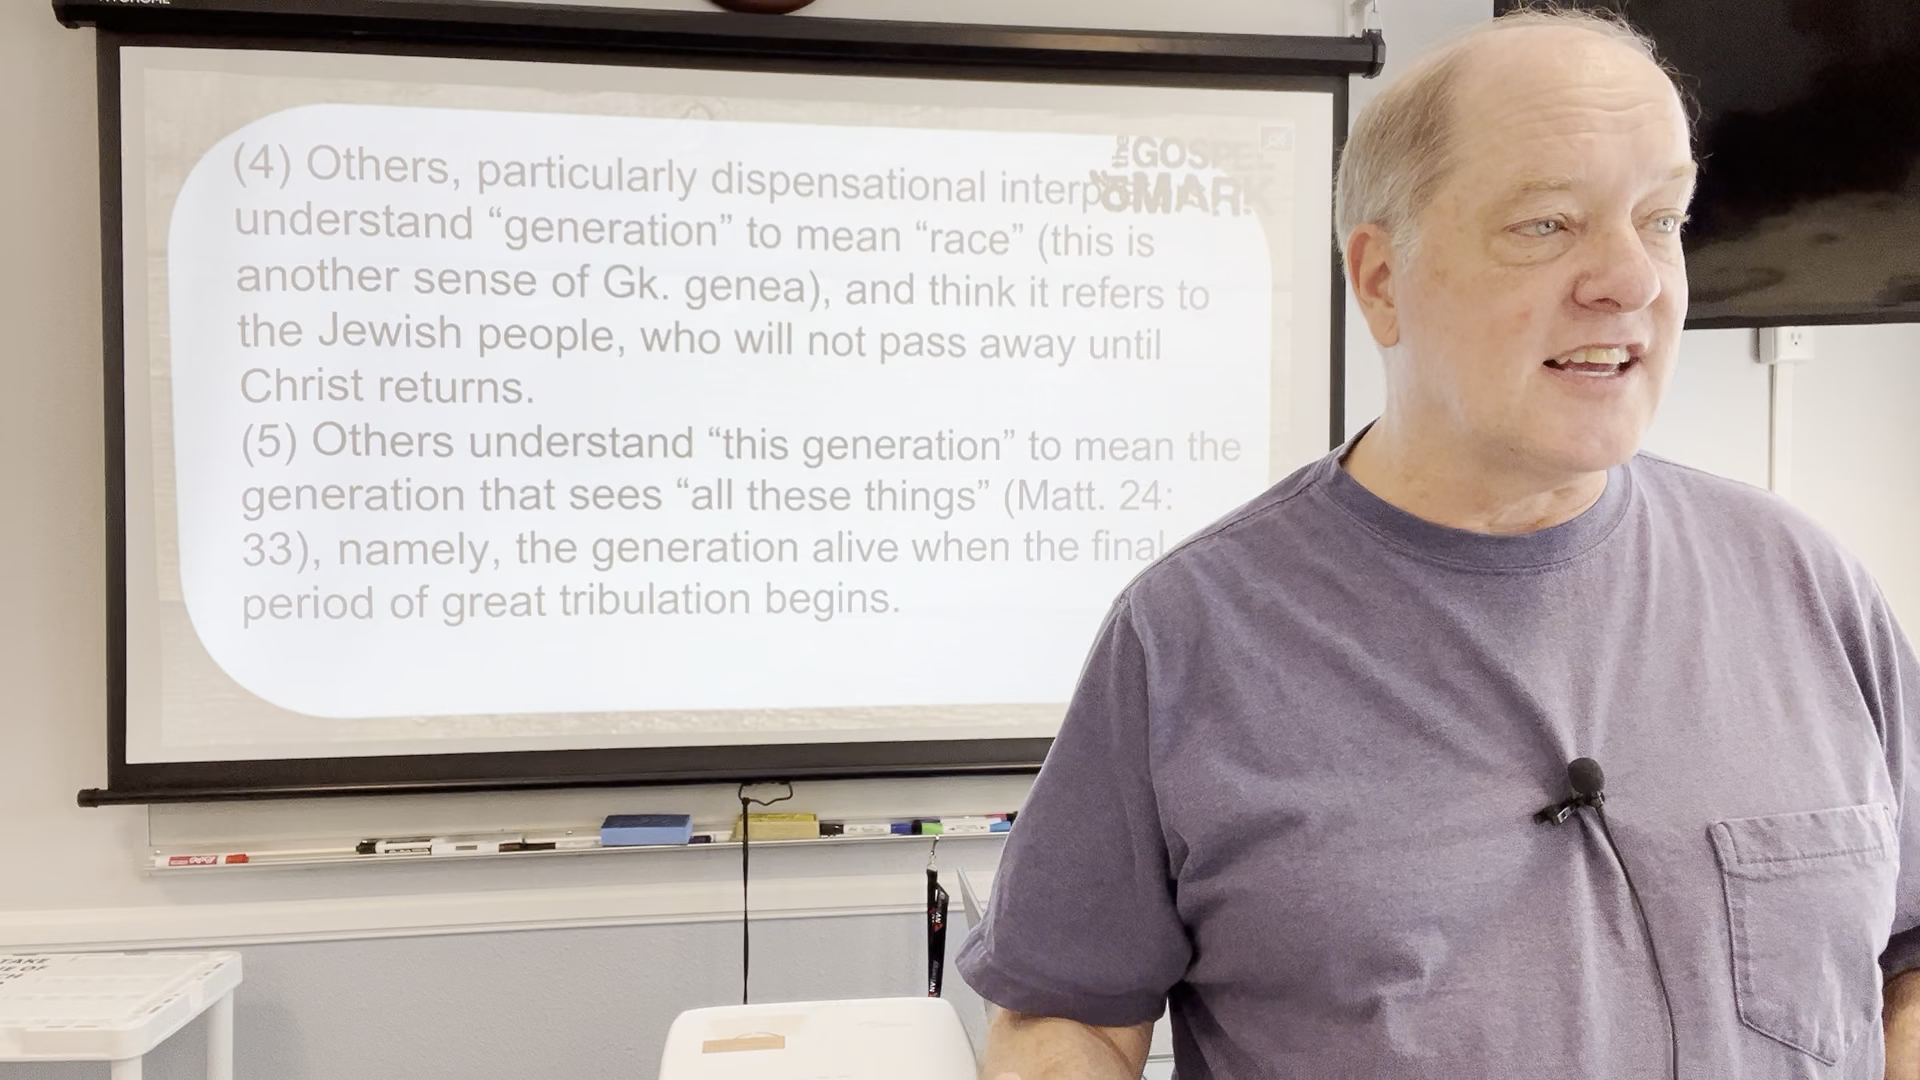 (4) Others, particularly dispensational
understand “generation” to mean “race” (this is
another sense of Gk. genea), and think it refers to
the Jewish people, who will not pass away until
Christ returns.
(5) Others understand “this generation” to mean the
generation that sees “all these things” (Matt. 24:
33), namely, the generation alive when the final
period of great tribulation begins.
the GOSPEL
OF MARK